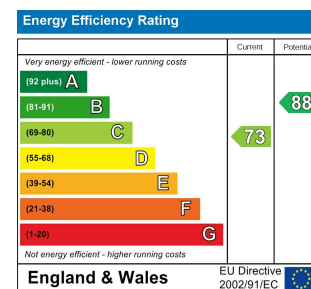 Energy Efficiency Rating
Current Potentia
Very energy efficient - lower running costs
(92 plus) A
(81-91) B
88
(69-80) C
73
(55-68) D
(39-54) E
(21-38) F
(1-20) G
Not energy efficient - higher running costs
England & Wales
EU Directive
2002/91/EC